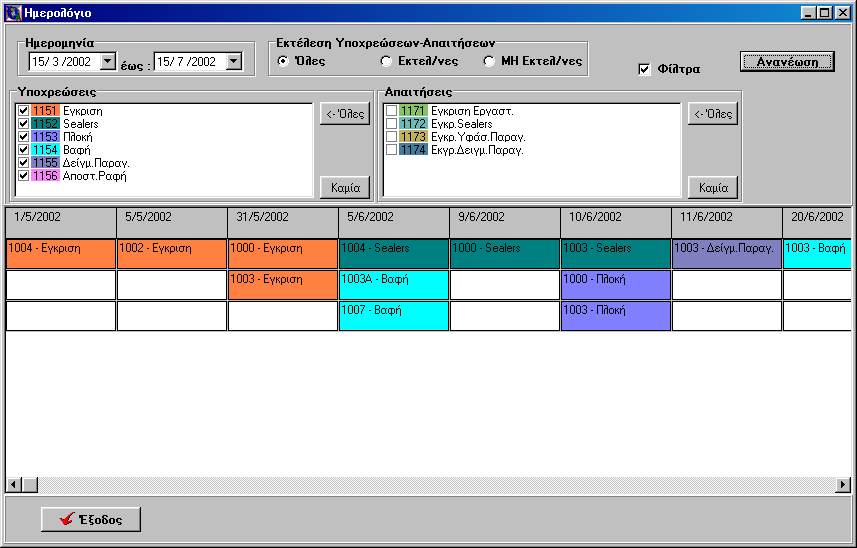 Ημερολόγιο
Ημερομηνία
15/ 3 /2002 έως : 15/ 7 /2002
Εκτέλεση Υποχρεώσεων-Απαιτήσεων
Όλες Εκτελ/νες ΜΗ Εκτελ/νες
Φίλτρα
Ανανέωση
Υποχρεώσεις
1151 Εγκριση
1152 Sealers
1153 Πλοκή
1154 Βαφή
1155 Δείγμ.Παραγ.
1156 Αποστ.Ραφή
<-Όλες
Καμία
Απαιτήσεις
1171 Εγκριση Εργαστ.
1172 Εγκρ.Sealers
1173 Εγκρ.Υφάσ.Παραγ.
1174 Εκγρ.Δειγμ.Παραγ.
<-Όλες
Καμία
1/5/2002 5/5/2002 31/5/2002 5/6/2002 9/6/2002 10/6/2002 11/6/2002 20/6/2002
1004 - Εγκριση 1002 - Εγκριση 1000 - Εγκριση 1004 - Sealers 1000 - Sealers 1003 - Sealers 1003 - Δείγμ.Παραγ. 1003 - Βαφή
1003 - Εγκριση 1003Α - Βαφή 1000 - Πλοκή
1007 - Βαφή 1003 - Πλοκή
Έξοδος